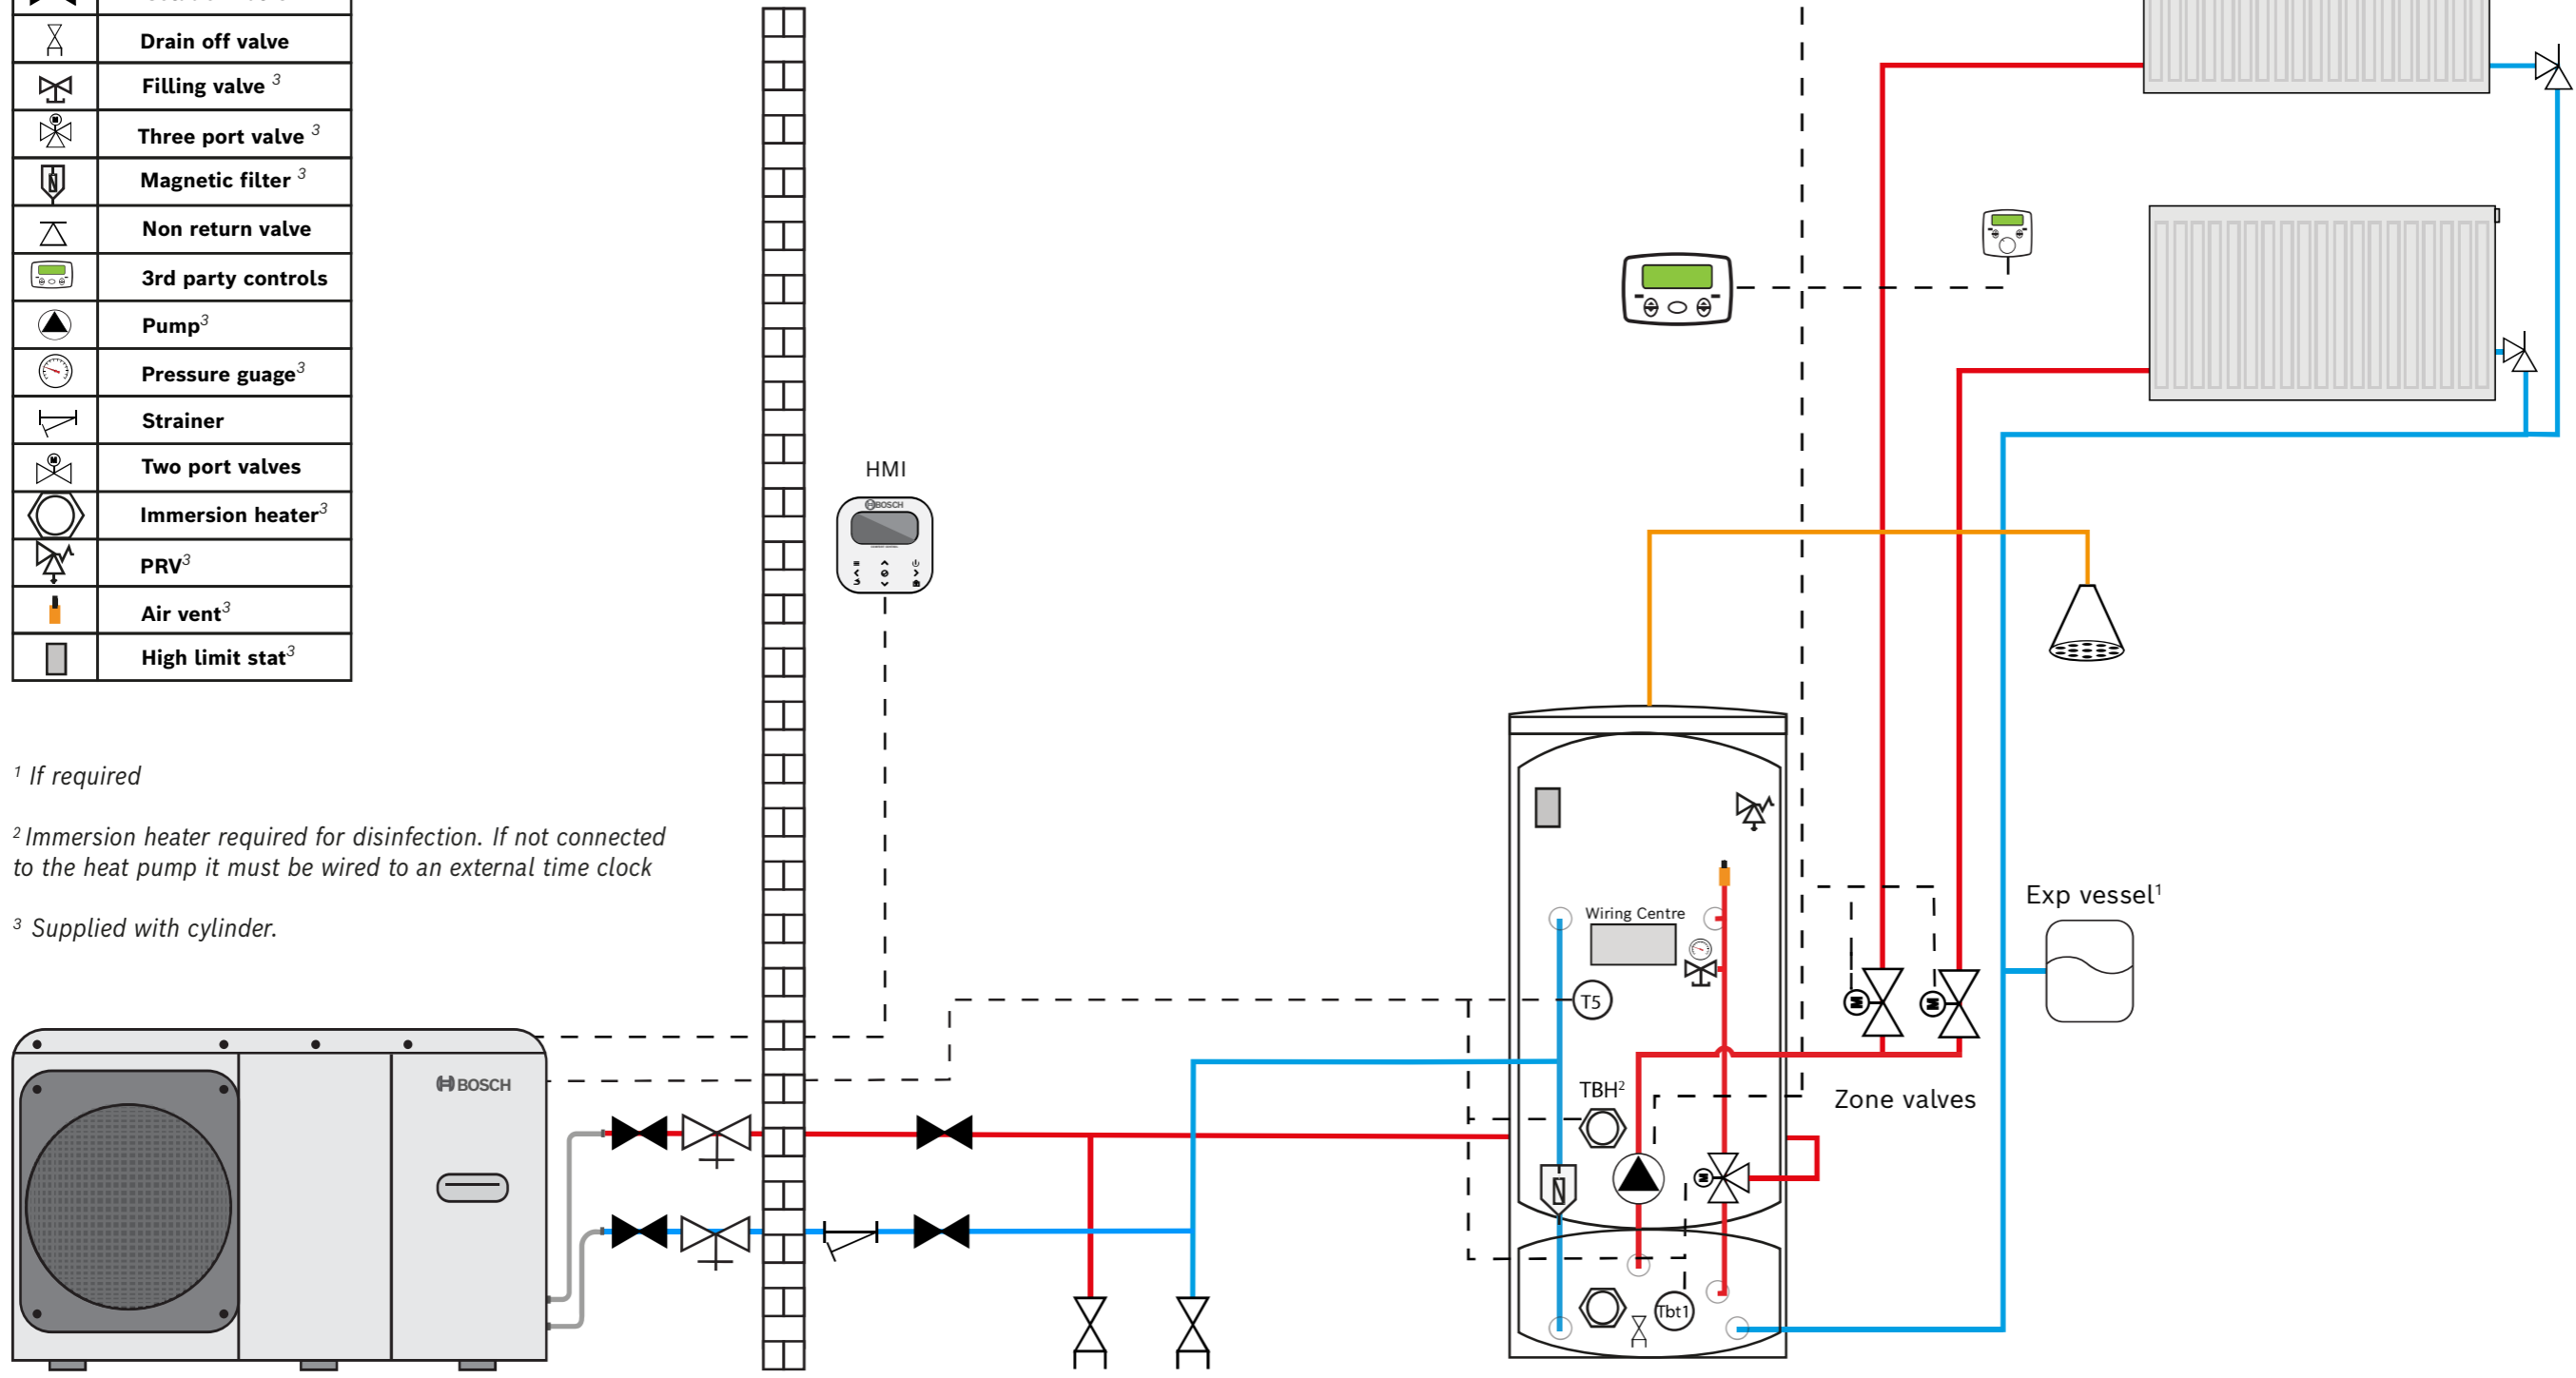 Drain off valve
Filling valve 3
Three port valve 3
Magnetic filter 3
Non return valve
3rd party controls
Pump3
Pressure guage3
Strainer
M
Two port valves
Immersion heater3
PRV3
Air vent3
High limit stat3
1 If required
2 Immersion heater required for disinfection. If not connected
to the heat pump it must be wired to an external time clock
3 Supplied with cylinder.
HMI
BOSCH
BOSCH
Wiring Centre
T5
TBH2
M
Tbt1
M
M
Zone valves
Exp vessel1